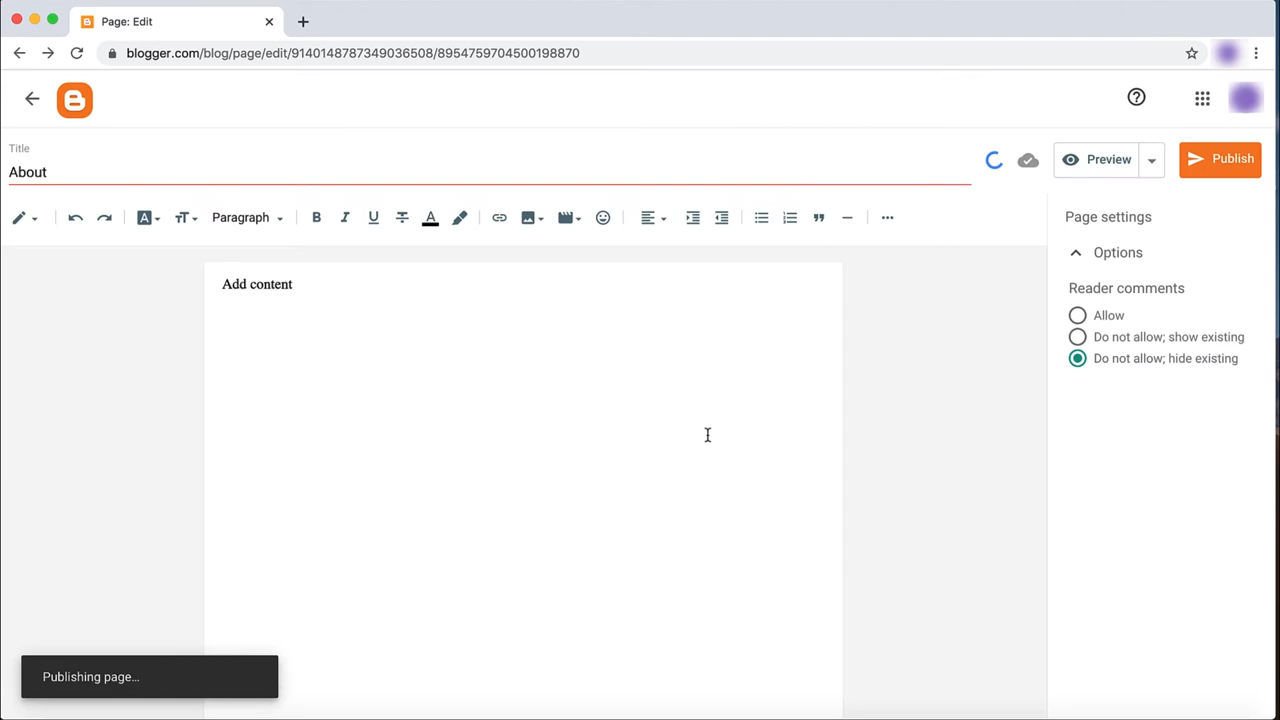 Page: Edit
blogger.com/blog/page/edit/9140148787349036508/8954759704500198870
Title
About
Preview
Publish
Paragraph
Page settings
Options
Reader comments
Allow
Do not allow; show existing
Do not allow; hide existing
Add content
Publishing page...